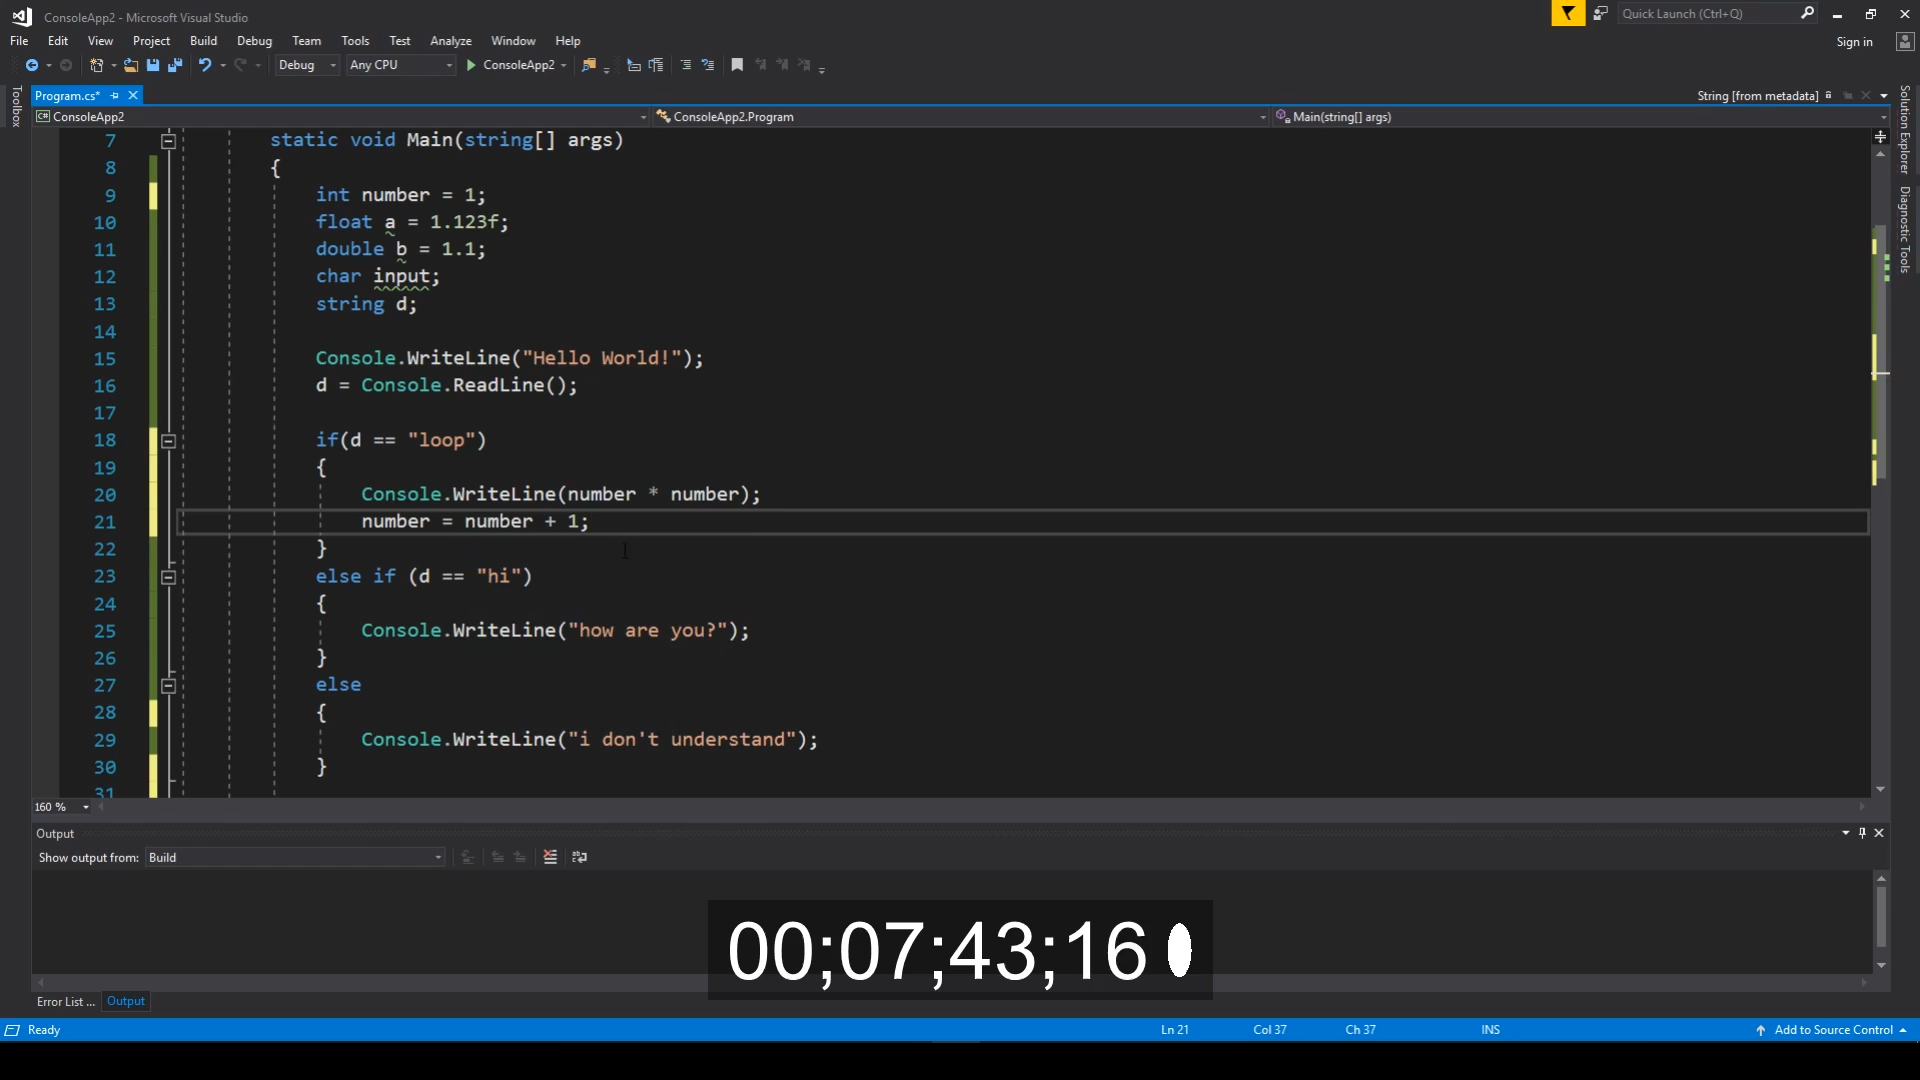 ConsoleApp2 - Microsoft Visual Studio
Quick Launch (Ctrl+Q)
File Edit View Project Build Debug Team Tools Test Analyze Window Help
Sign in
Debug Any CPU ConsoleApp2
Toolbox
Program.cs*
String [from metadata]
ConsoleApp2 ConsoleApp2.Program Main(string[] args)
Solution Explorer
Diagnostic Tools
7 static void Main(string[] args)
8 {
9 int number = 1;
10 float a = 1.123f;
11 double b = 1.1;
12 char input;
13 string d;
14
15 Console.WriteLine("Hello World!");
16 d = Console.ReadLine();
17
18 if(d == "loop")
19 {
20 Console.WriteLine(number * number);
21 number = number + 1;
22 }
23 else if (d == "hi")
24 {
25 Console.WriteLine("how are you?");
26 }
27 else
28 {
29 Console.WriteLine("i don't understand");
30 }
31
160 %
Output
Show output from: Build
00;07;43;16
Error List ... Output
Ready Ln 21 Col 37 Ch 37 INS Add to Source Control